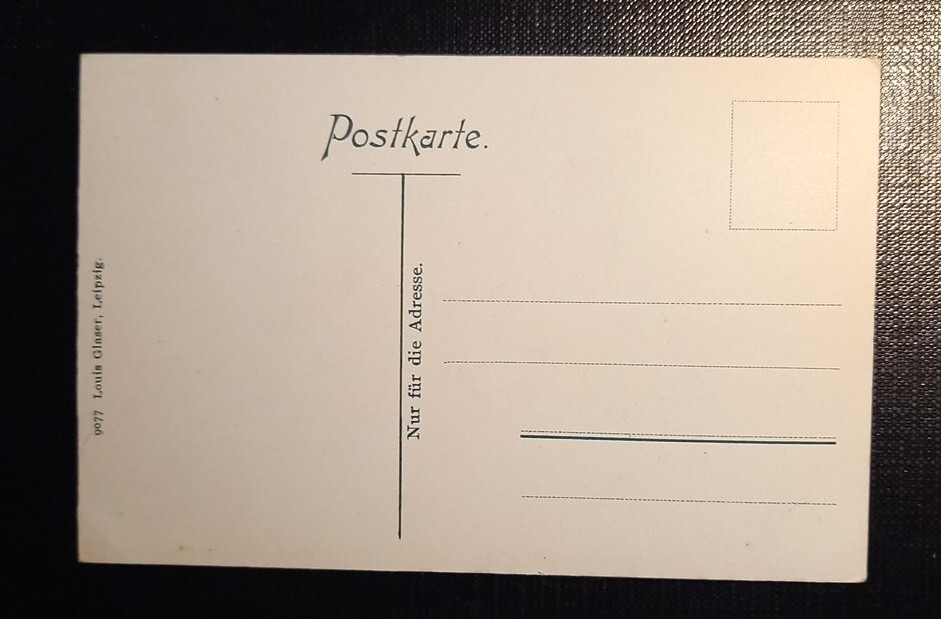 Postkarte.
Nur für die Adresse.
9077 Louis Glaser, Leipzig.